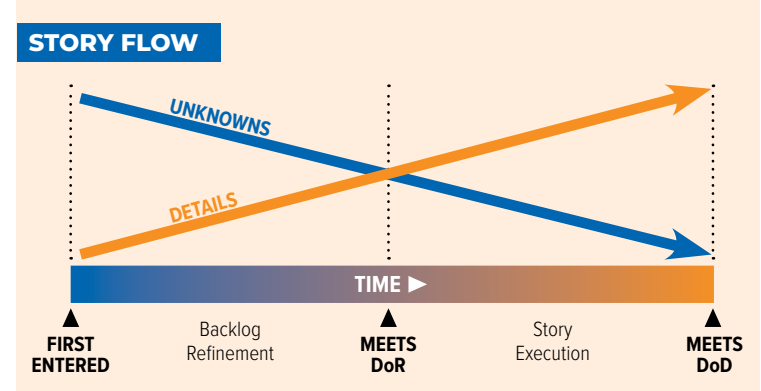 STORY FLOW
UNKNOWNS
DETAILS
TIME ▶
FIRST
ENTERED
Backlog
Refinement
MEETS
DoR
Story
Execution
MEETS
DoD